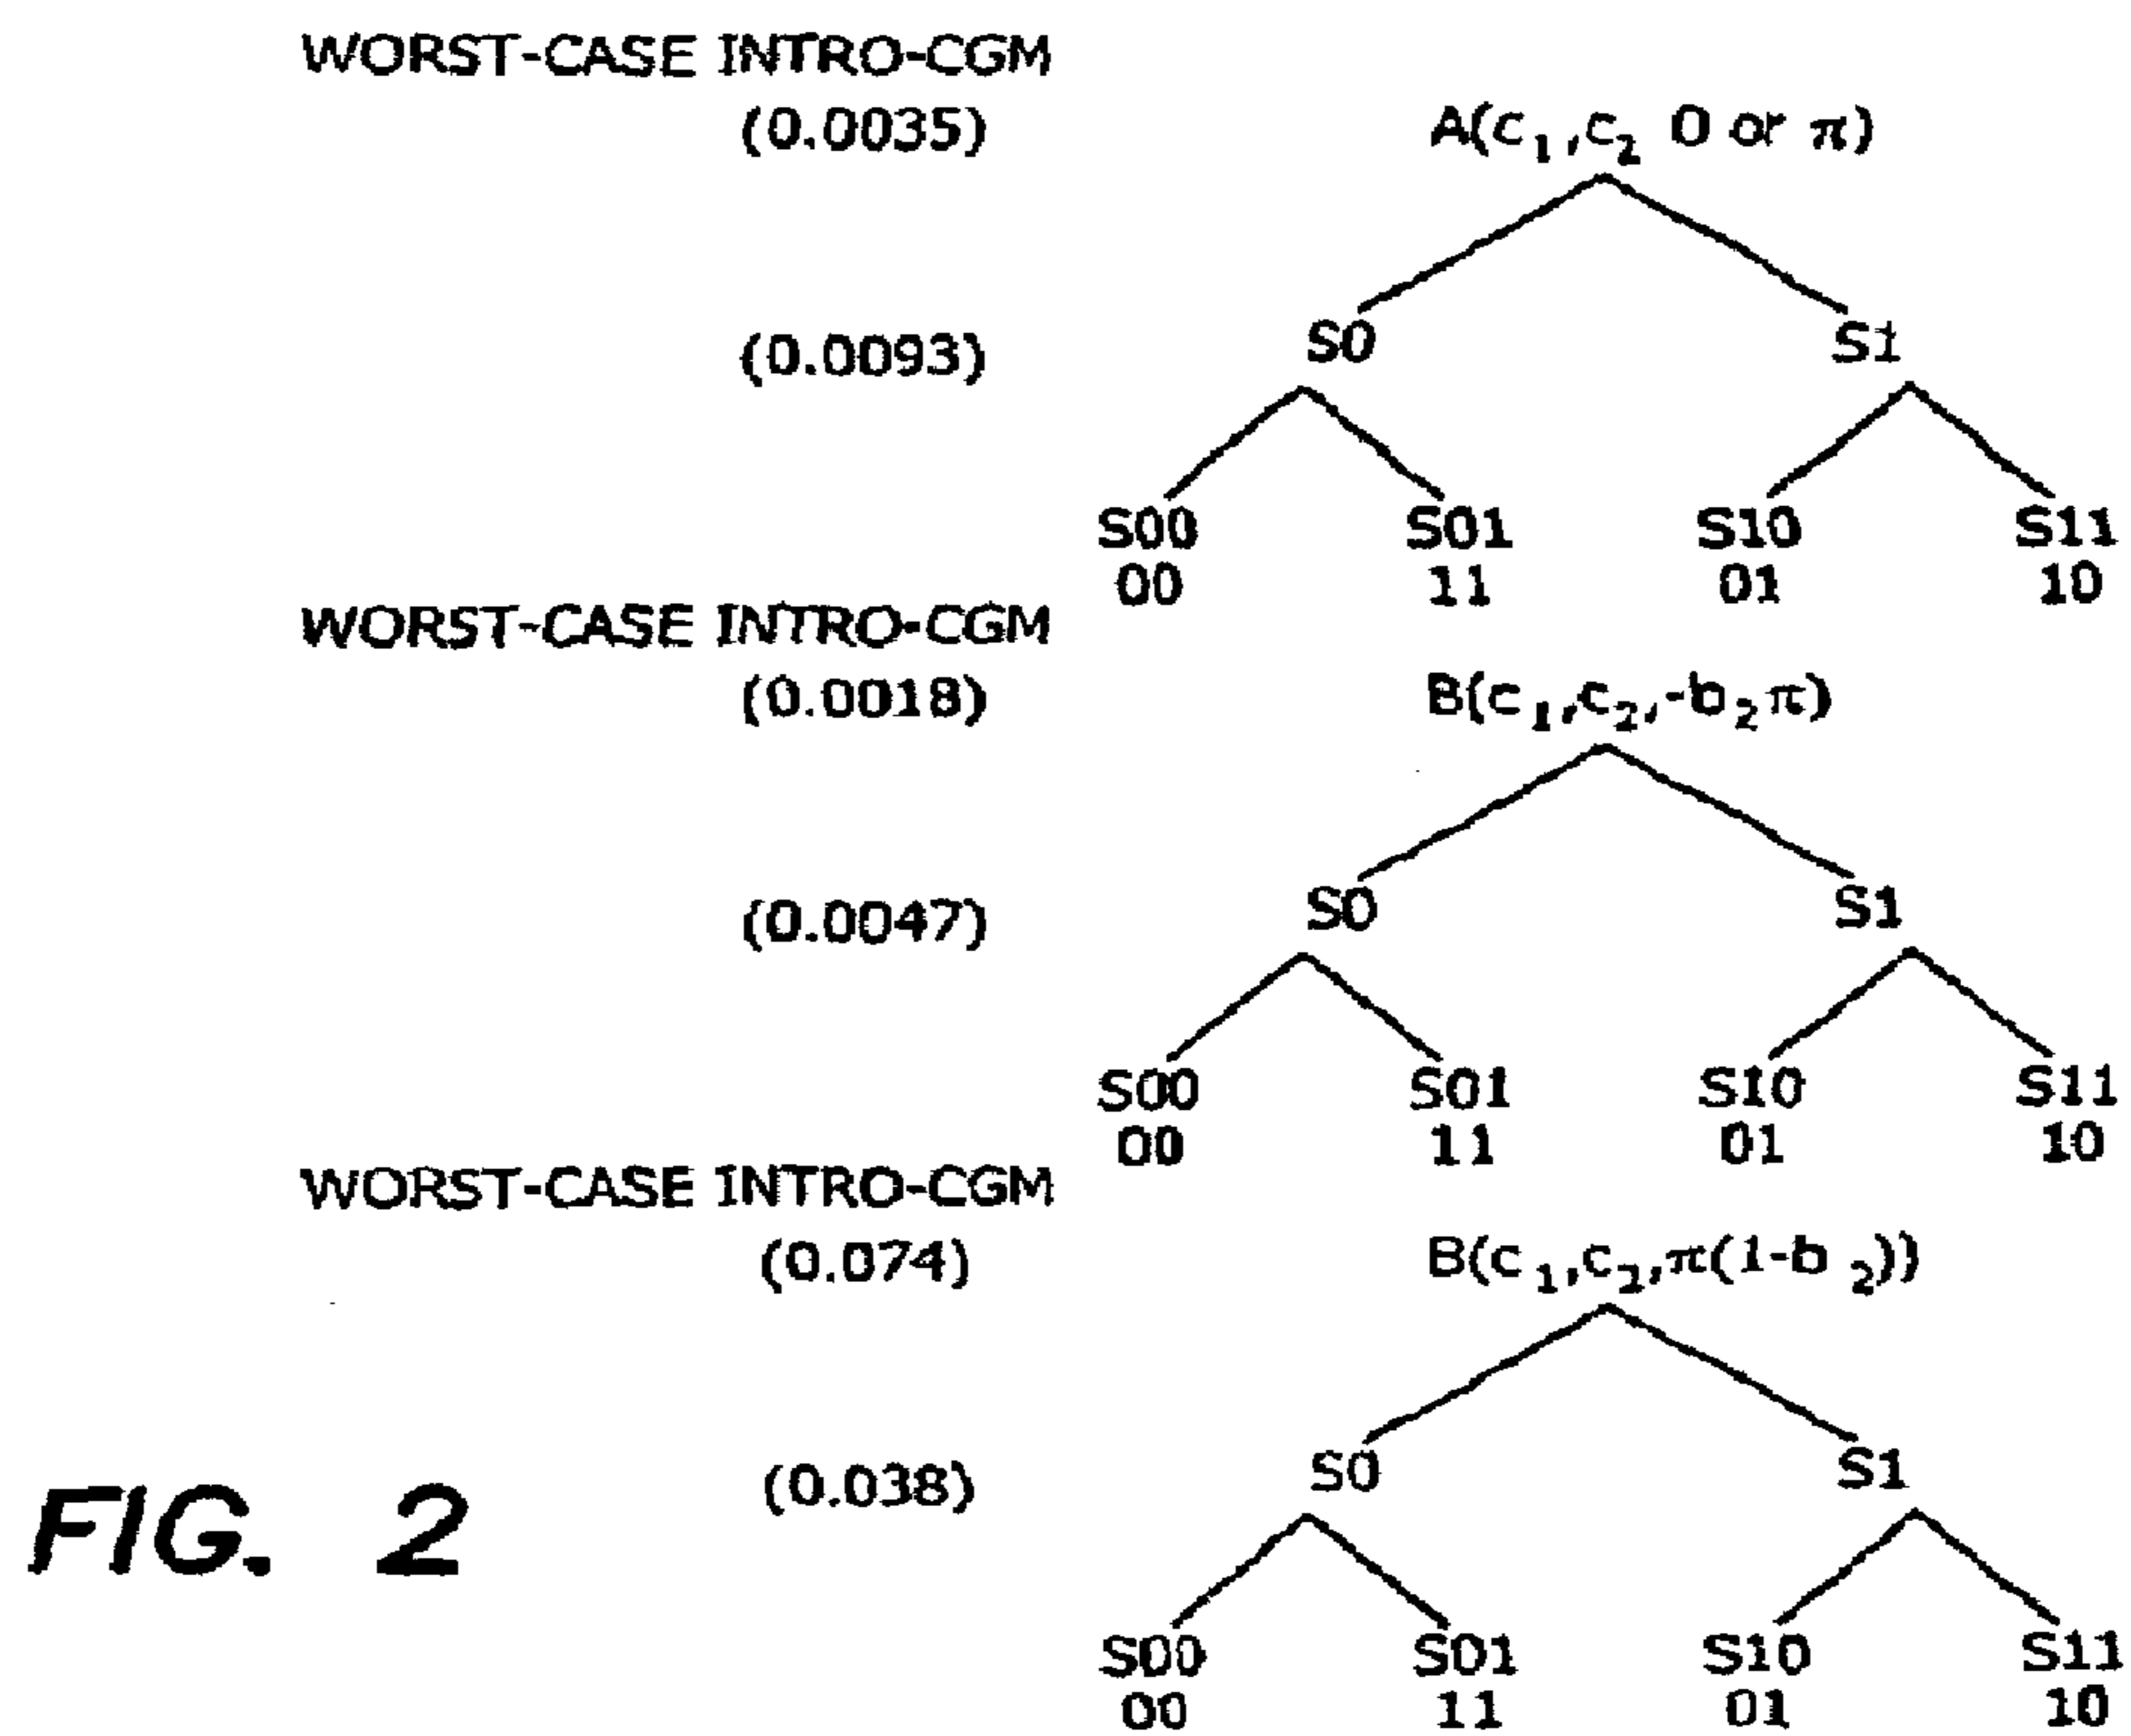 WORST-CASE INTRO-CGM
(0.0035)
A(c₁,c₂ 0 or π)
(0.0093)
S0 S1
S00 S01 S10 S11
00 11 01 10
WORST-CASE INTRO-CGM
(0.0018)
B(c₁,c₂,-b₂π)
(0.0047)
S0 S1
S00 S01 S10 S11
00 11 01 10
WORST-CASE INTRO-CGM
(0.074)
B(c₁,c₂,π(1-b₂))
(0.038)
S0 S1
S00 S01 S10 S11
00 11 01 10
FIG. 2